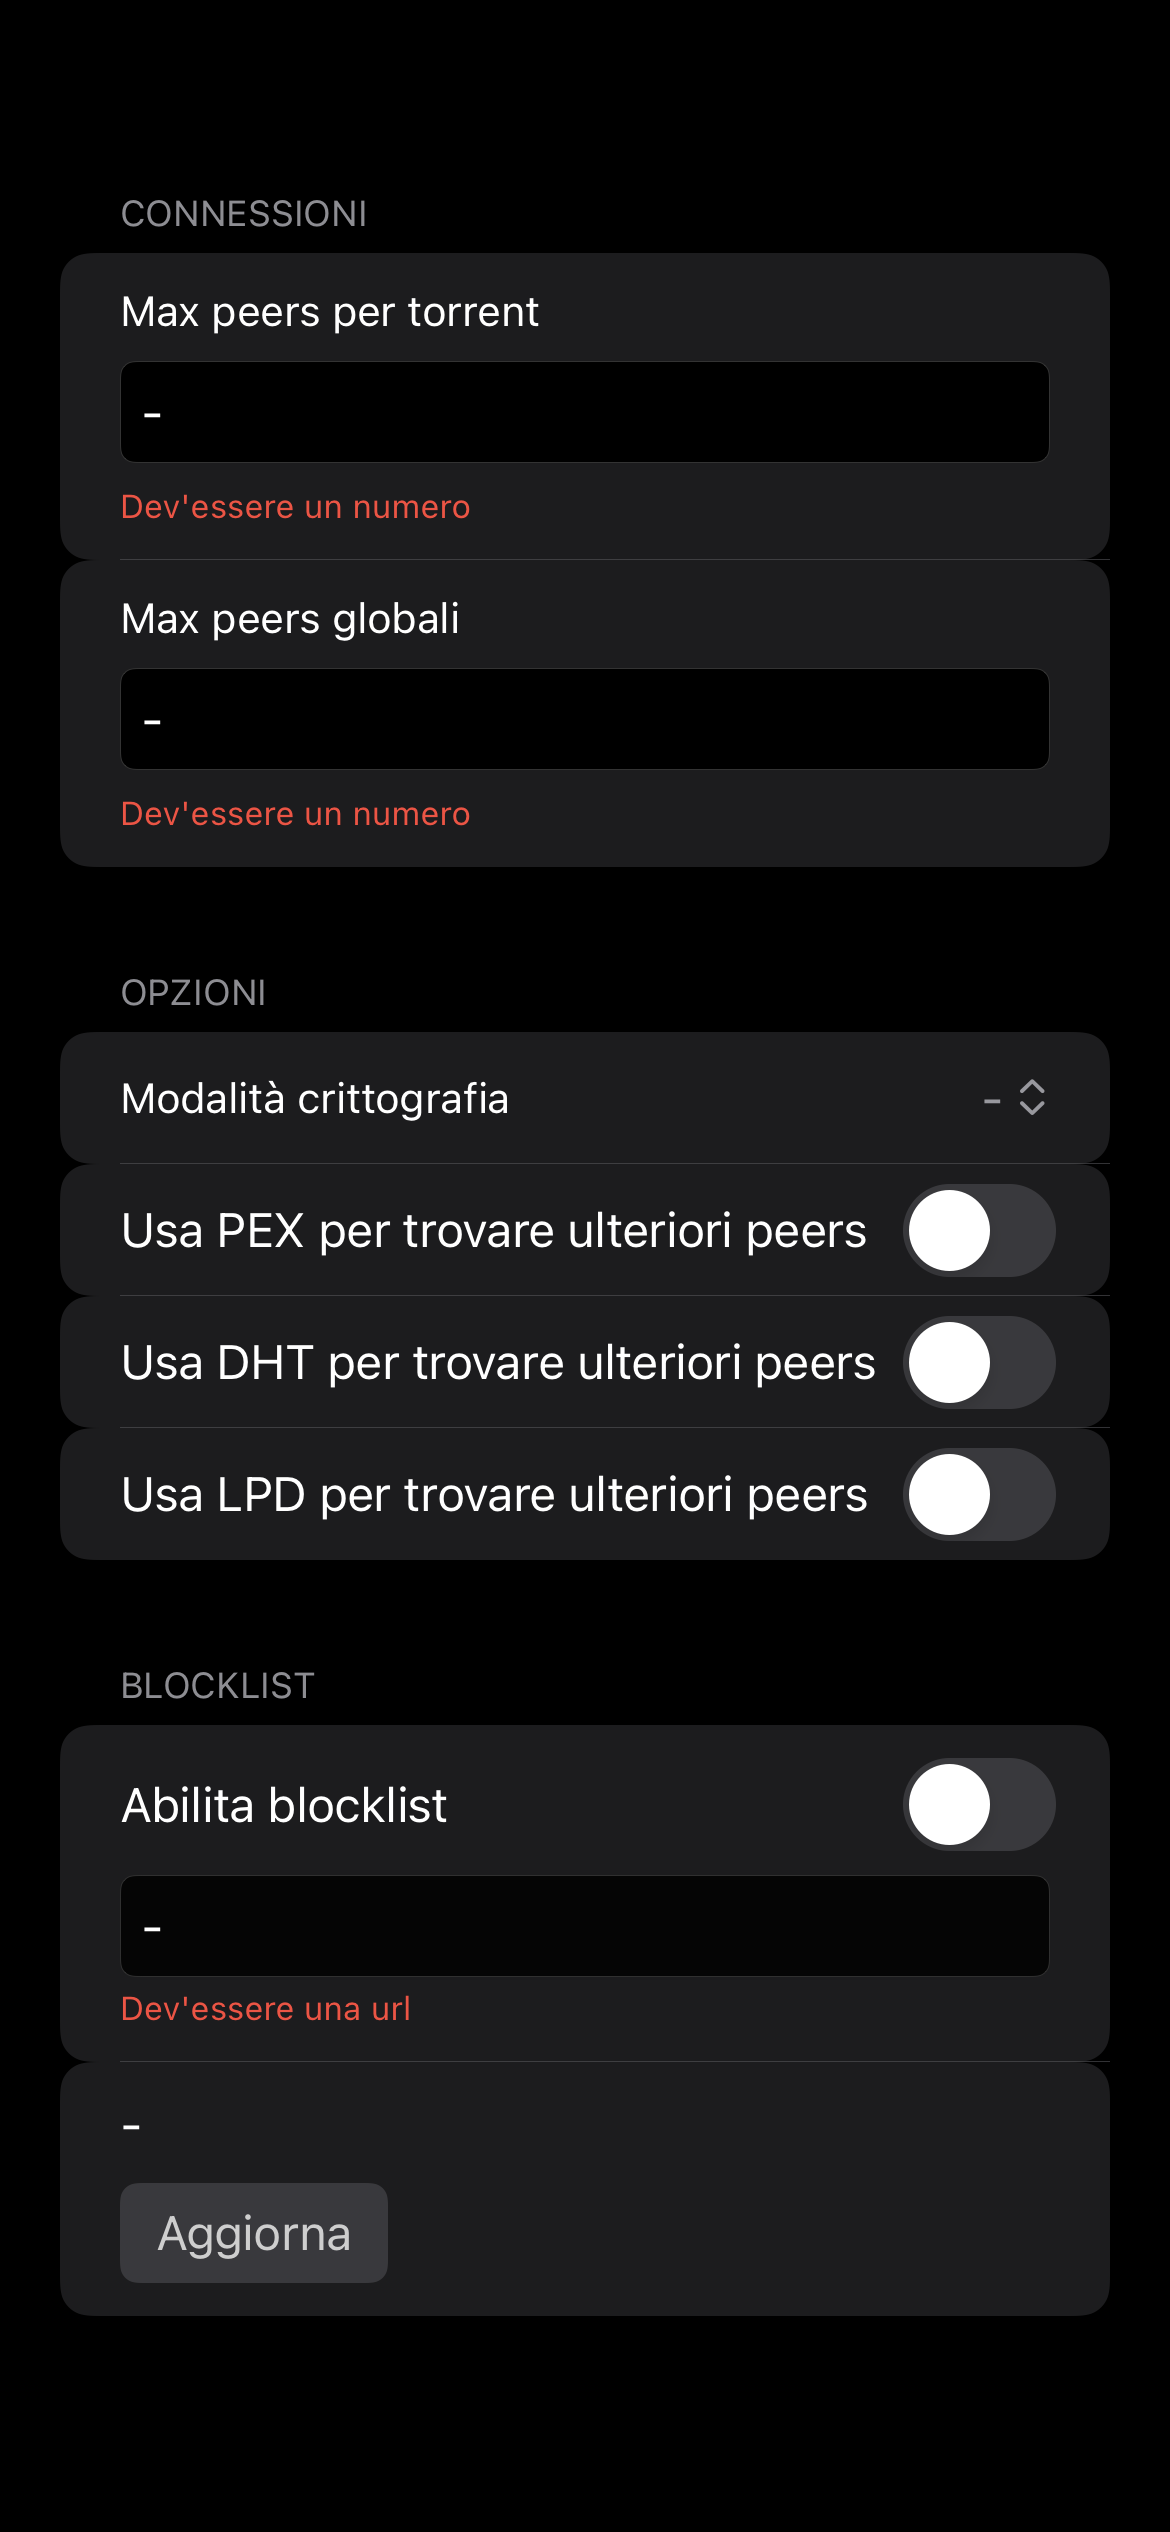 CONNESSIONI
Max peers per torrent
-
Dev'essere un numero
Max peers globali
-
Dev'essere un numero
OPZIONI
Modalità crittografia -
Usa PEX per trovare ulteriori peers
Usa DHT per trovare ulteriori peers
Usa LPD per trovare ulteriori peers
BLOCKLIST
Abilita blocklist
-
Dev'essere una url
-
Aggiorna